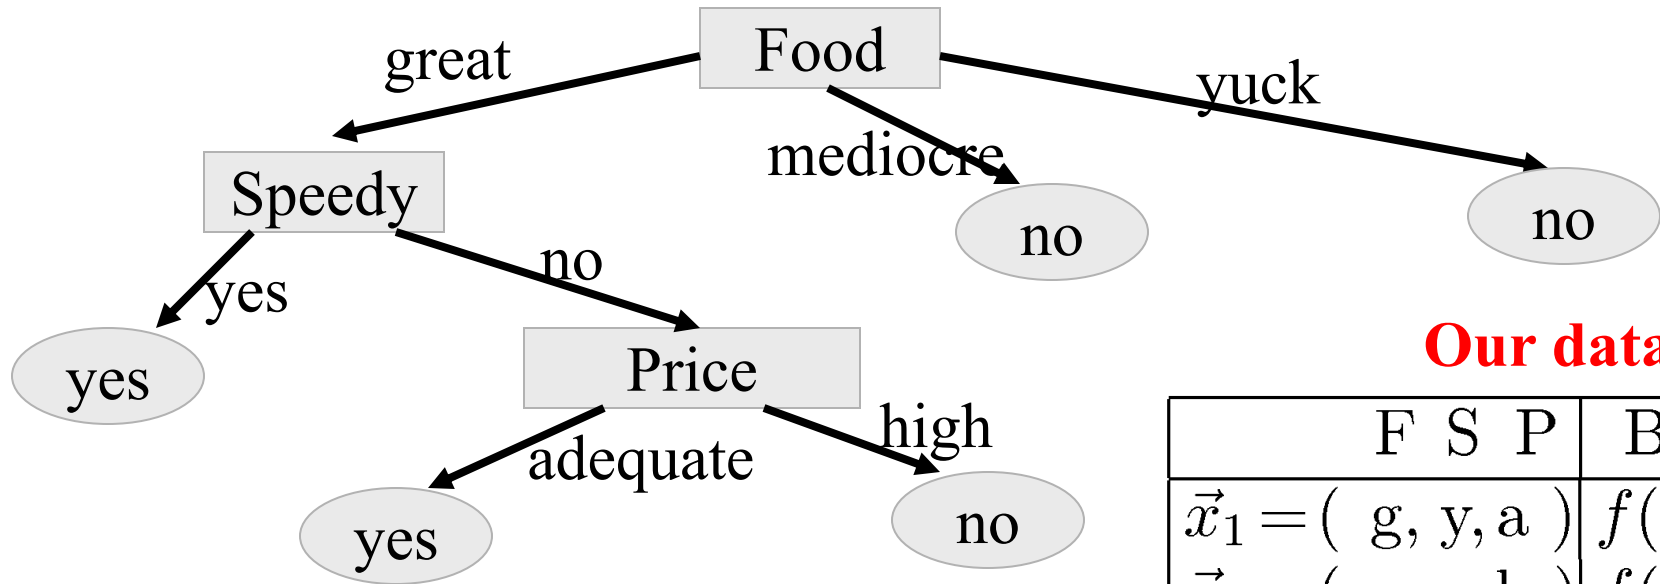 Food
great
yuck
mediocre
Speedy
no
no
no
yes
yes
Price
Our data
high
adequate
F S P
x⃗1 = ( g, y, a ) f(
yes
no